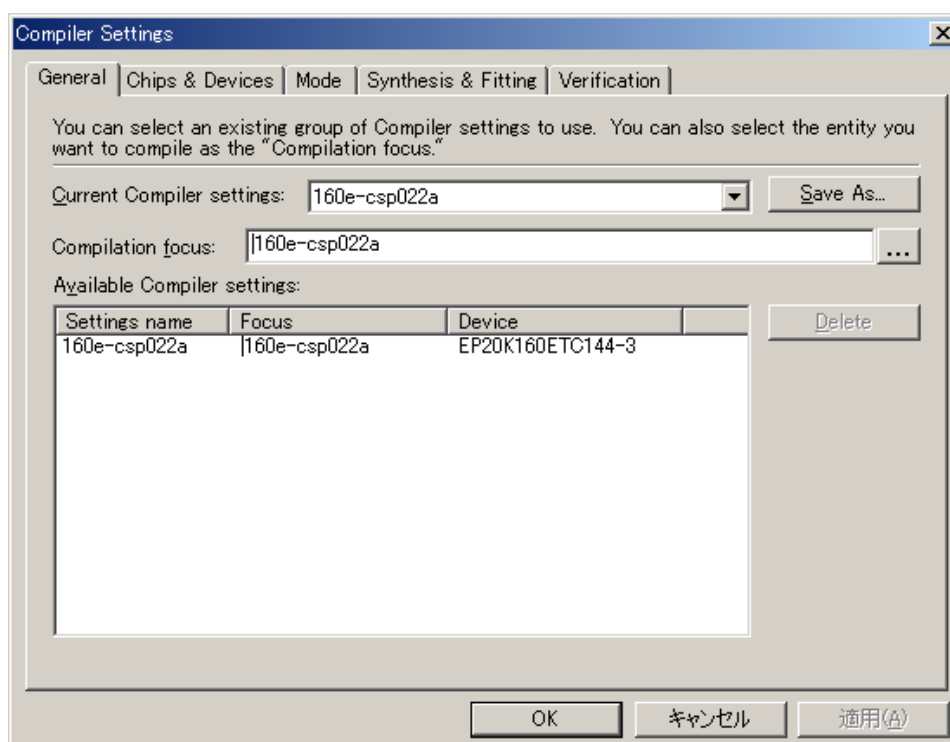 Compiler Settings
General Chips & Devices Mode Synthesis & Fitting Verification
You can select an existing group of Compiler settings to use. You can also select the entity you
want to compile as the "Compilation focus."
Current Compiler settings: 160e-csp022a Save As...
Compilation focus: |160e-csp022a ...
Available Compiler settings:
Settings name Focus Device Delete
160e-csp022a |160e-csp022a EP20K160ETC144-3
OK キャンセル 適用(A)